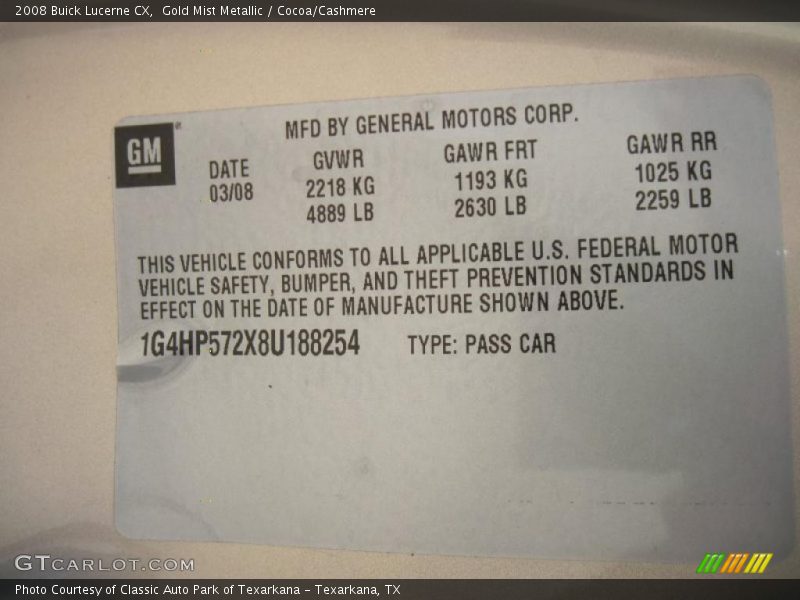 2008 Buick Lucerne CX,  Gold Mist Metallic / Cocoa/Cashmere
GM
MFD BY GENERAL MOTORS CORP.
DATE GVWR GAWR FRT GAWR RR
03/08 2218 KG 1193 KG 1025 KG
4889 LB 2630 LB 2259 LB
THIS VEHICLE CONFORMS TO ALL APPLICABLE U.S. FEDERAL MOTOR
VEHICLE SAFETY, BUMPER, AND THEFT PREVENTION STANDARDS IN
EFFECT ON THE DATE OF MANUFACTURE SHOWN ABOVE.
1G4HP572X8U188254 TYPE: PASS CAR
GTCARLOT.COM
Photo Courtesy of Classic Auto Park of Texarkana – Texarkana, TX